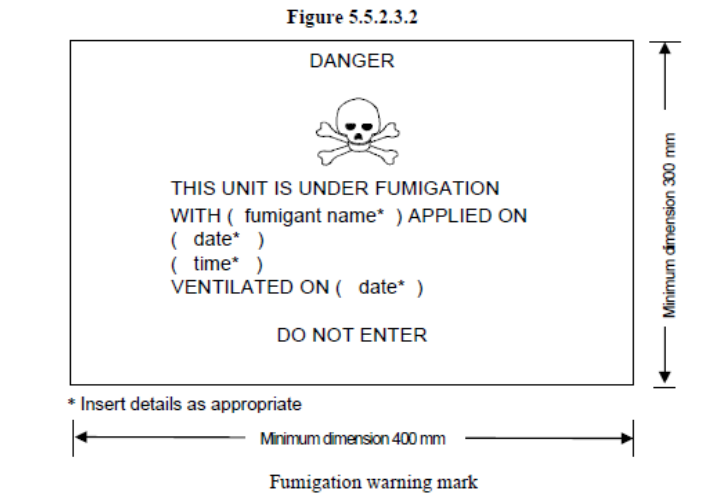 Figure 5.5.2.3.2
DANGER
THIS UNIT IS UNDER FUMIGATION
WITH ( fumigant name* ) APPLIED ON
( date* )
( time* )
VENTILATED ON ( date* )
DO NOT ENTER
Minimum dimension 300 mm
* Insert details as appropriate
Minimum dimension 400 mm
Fumigation warning mark